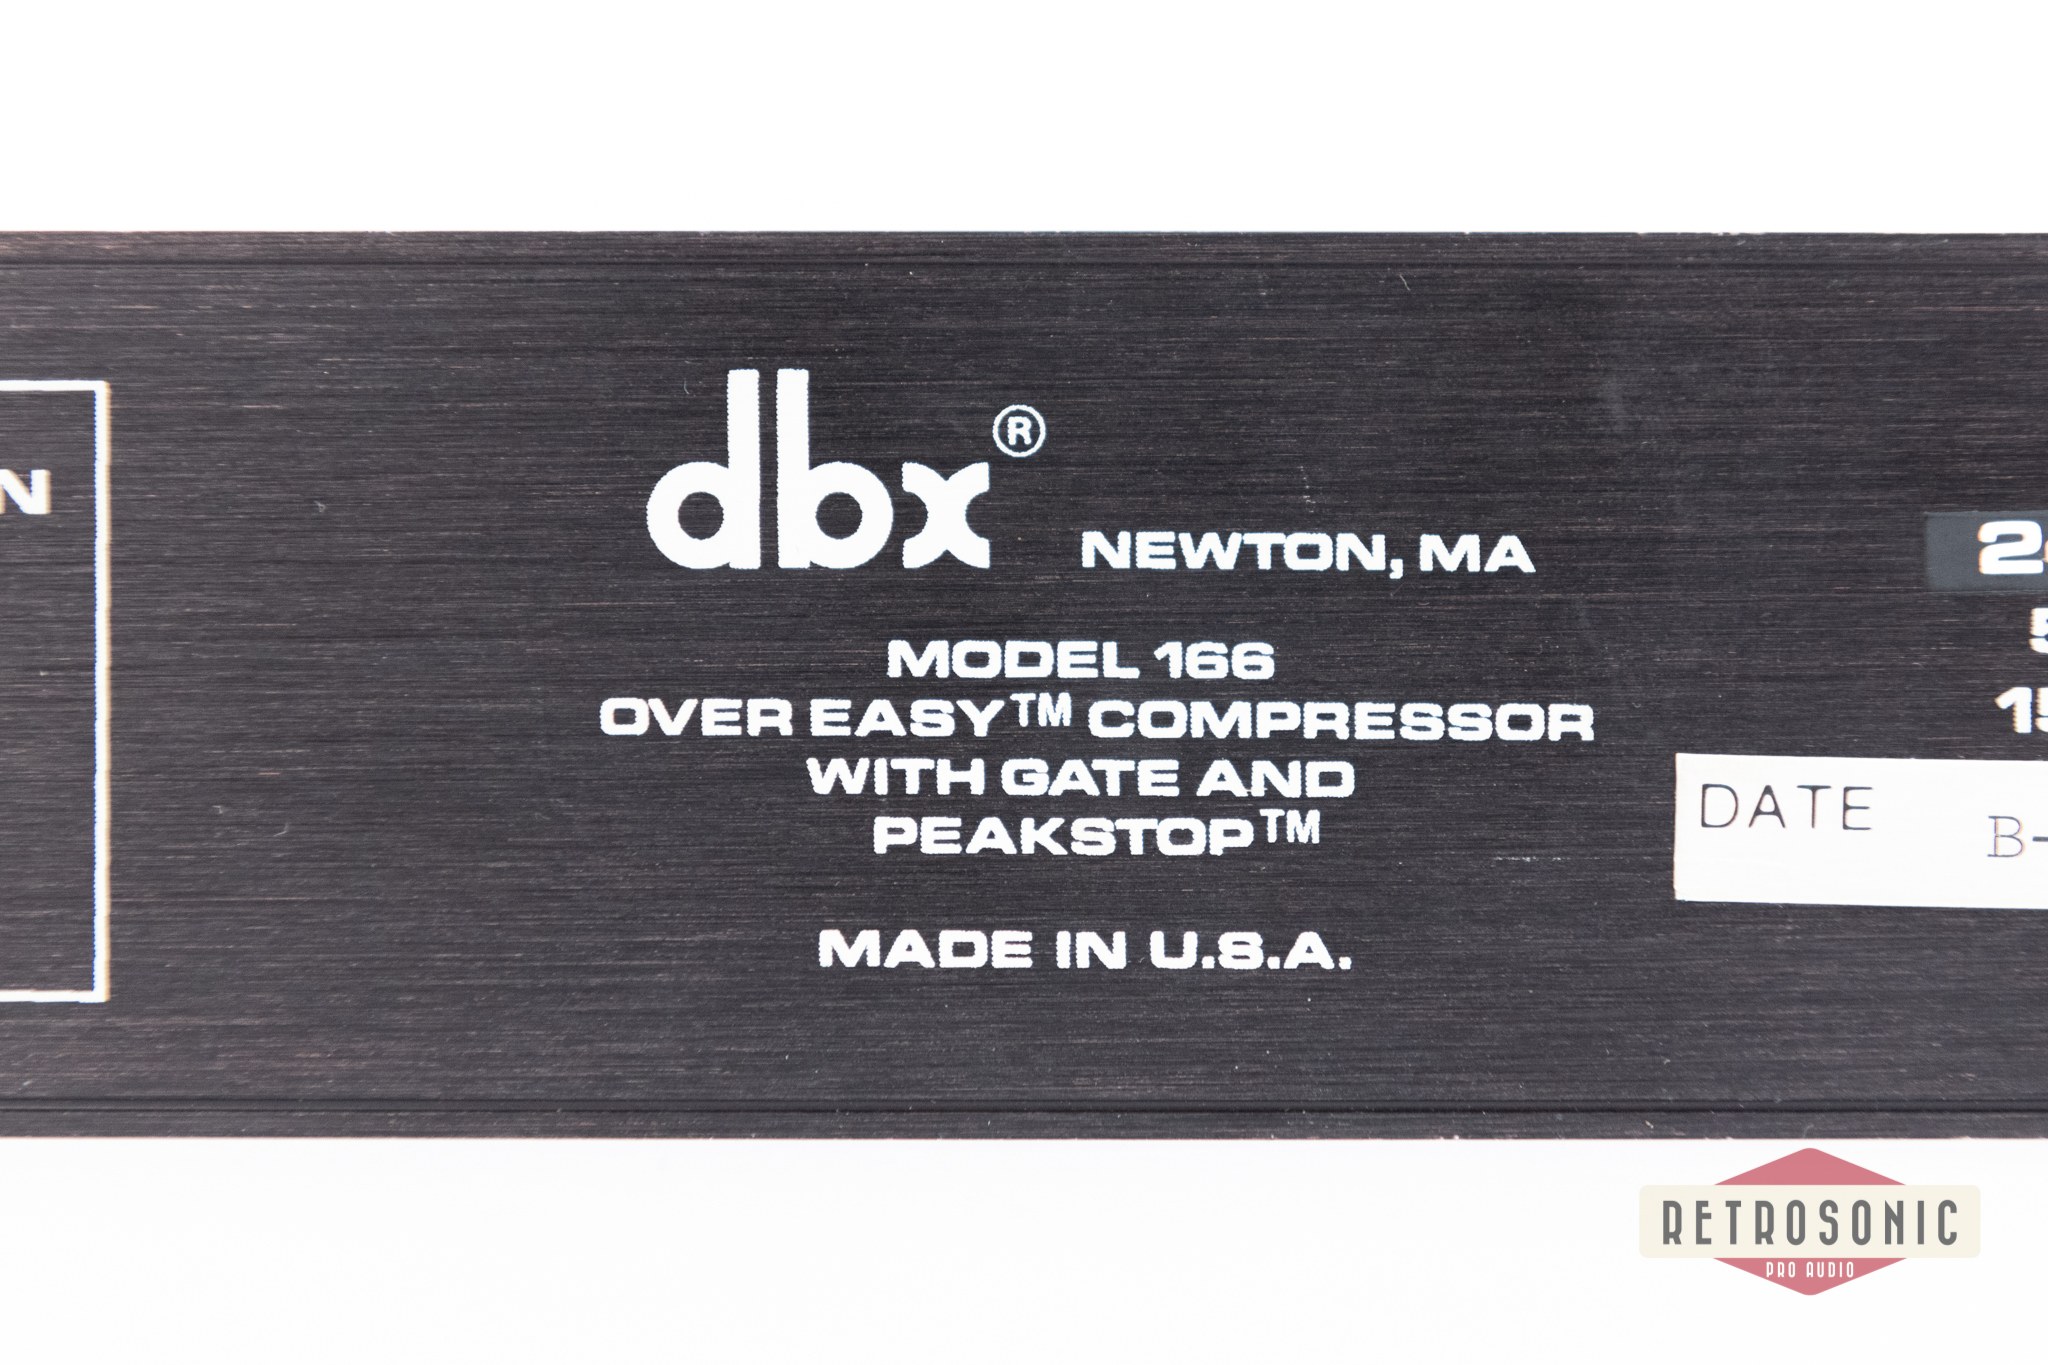 dbx® NEWTON, MA
MODEL 166
OVER EASY™ COMPRESSOR
WITH GATE AND
PEAKSTOP™
MADE IN U.S.A.
DATE
RETROSONIC
PRO AUDIO